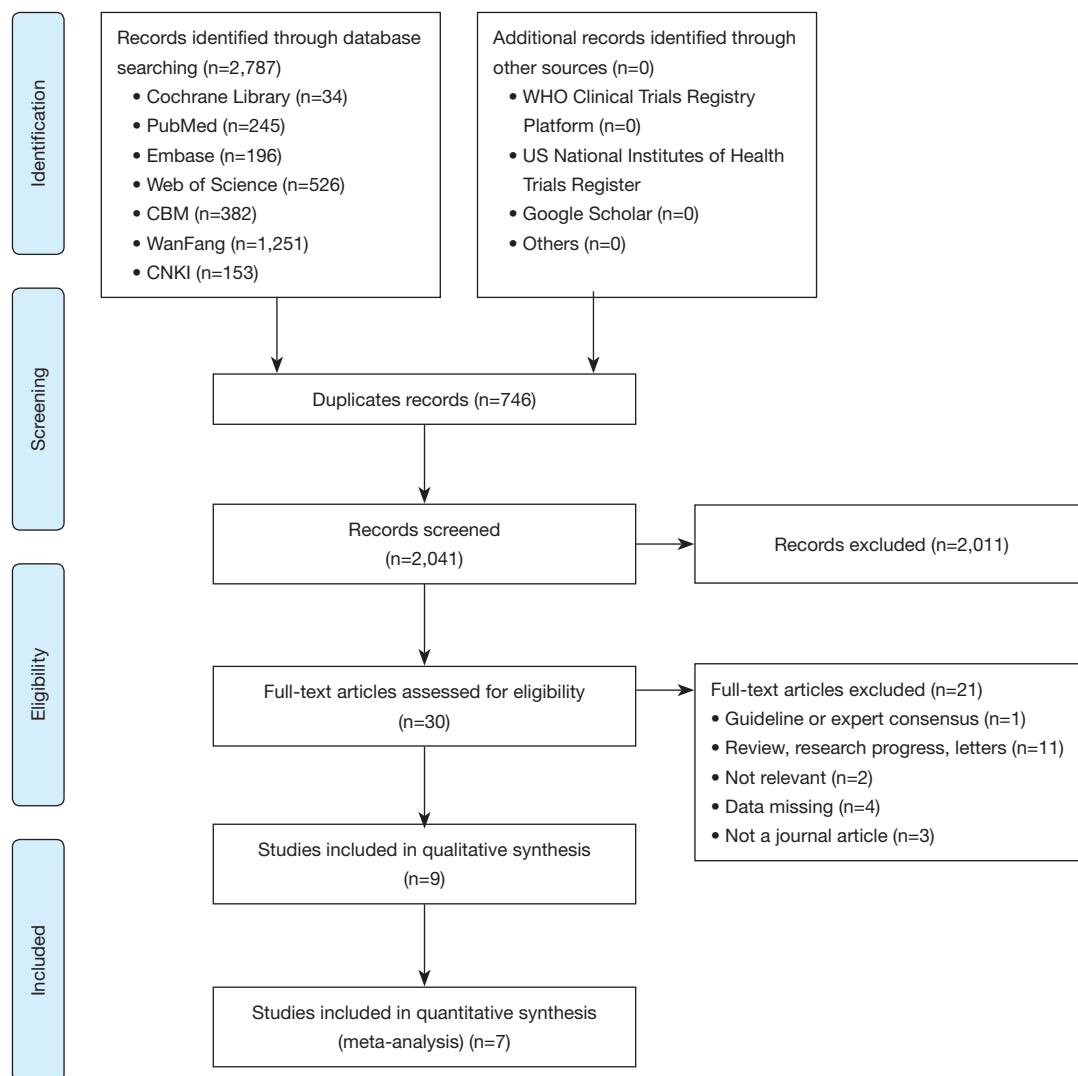 Identification
Records identified through database
searching (n=2,787)
• Cochrane Library (n=34)
• PubMed (n=245)
• Embase (n=196)
• Web of Science (n=526)
• CBM (n=382)
• WanFang (n=1,251)
• CNKI (n=153)
Additional records identified through
other sources (n=0)
• WHO Clinical Trials Registry
Platform (n=0)
• US National Institutes of Health
Trials Register
• Google Scholar (n=0)
• Others (n=0)
Screening
Duplicates records (n=746)
Records screened
(n=2,041)
Records excluded (n=2,011)
Eligibility
Full-text articles assessed for eligibility
(n=30)
Full-text articles excluded (n=21)
• Guideline or expert consensus (n=1)
• Review, research progress, letters (n=11)
• Not relevant (n=2)
• Data missing (n=4)
• Not a journal article (n=3)
Included
Studies included in qualitative synthesis
(n=9)
Studies included in quantitative synthesis
(meta-analysis) (n=7)